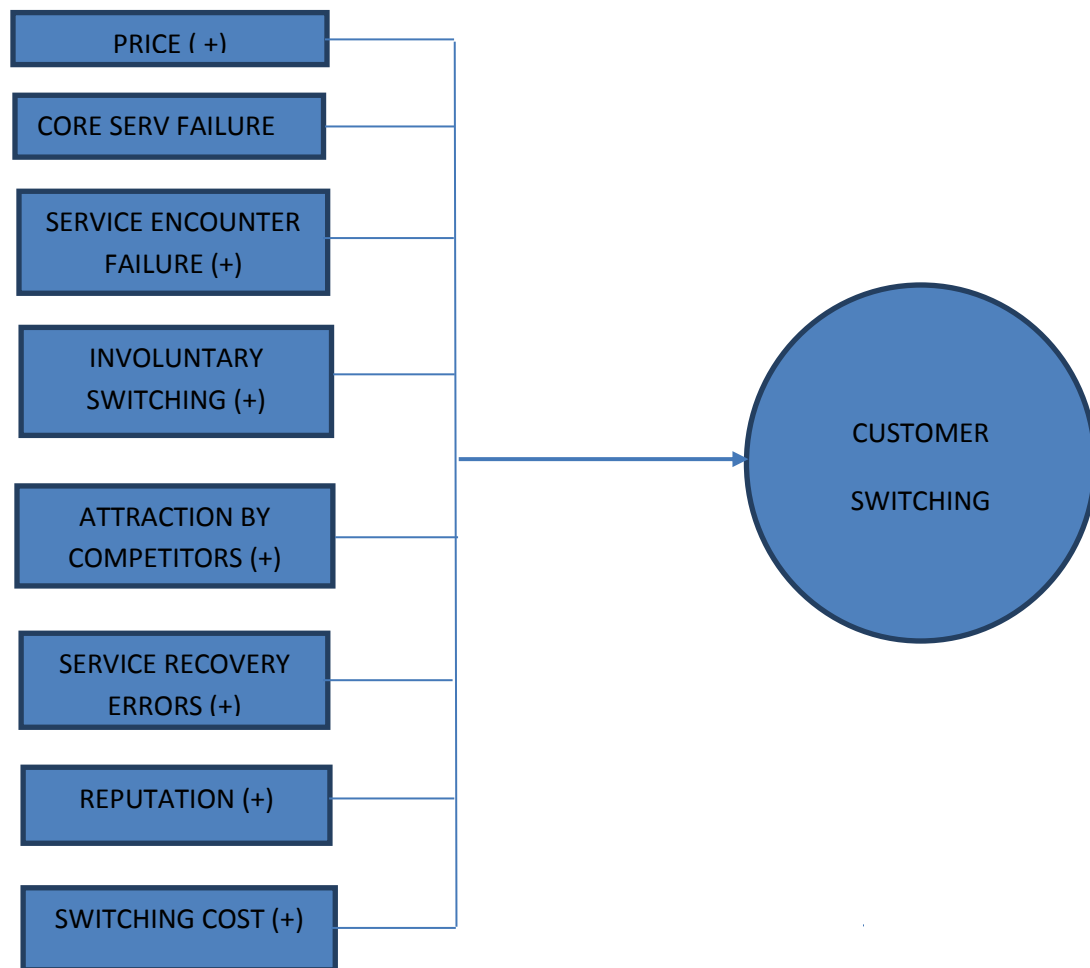 PRICE ( +)
CORE SERV FAILURE
SERVICE ENCOUNTER
FAILURE (+)
INVOLUNTARY
SWITCHING (+)
ATTRACTION BY
COMPETITORS (+)
SERVICE RECOVERY
ERRORS (+)
REPUTATION (+)
SWITCHING COST (+)
CUSTOMER
SWITCHING